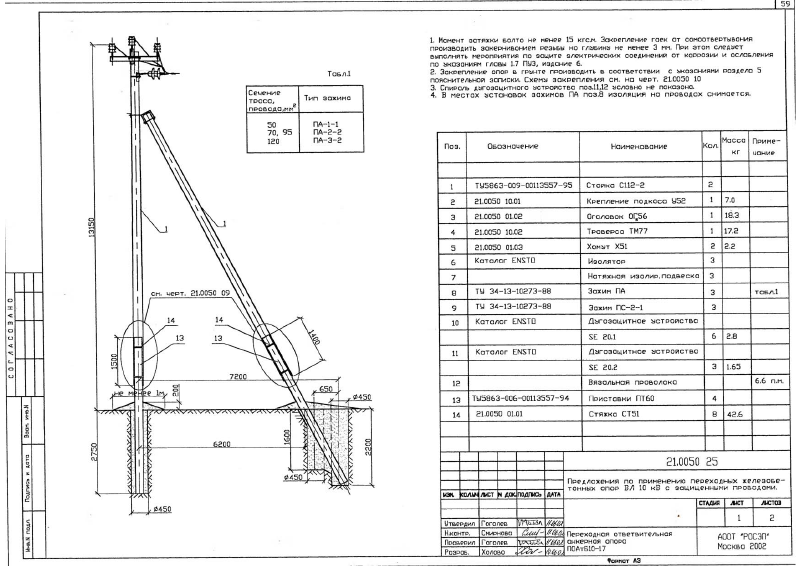 59
1. Момент затяжки болта не менее 15 кгс.м. Закрепление гаек от самоотвертывания
производить закерниванием резьбы на глубину не менее 3 мм. При этом следует
выполнять мероприятия по защите электрических соединения от коррозии и ослабления
по указаниям главы 1.7 ПУЭ, издание 6.
2. Закрепление опор в грунте производить в соответствии с указаниями раздела 5
пояснительной записки. Схемы закрепления см. на черт. 21.0050 10
3. Спираль дугозащитного устройства поз.11,12 условно не показана.
4. В местах установок зажимов ПА поз.8 изоляция на проводах снимается.
Табл.1
Сечение троса, провода,мм2 Тип зажима
50 ПА-1-1
70, 95 ПА-2-2
120 ПА-3-2
Поз. Обозначение Наименование Кол. Масса кг Приме-чание
1 ТУ5863-009-00113557-95 Стойка С112-2 2
2 21.0050 10.01 Крепление подкоса У52 1 7.0
3 21.0050 01.02 Оголовок ОГ56 1 18.3
4 21.0050 10.02 Траверса ТМ77 1 17.2
5 21.0050 01.03 Хомут Х51 2 2.2
6 Каталог ENSTO Изолятор 3
7 Натяжная изолир.подвеска 3
8 ТУ 34-13-10273-88 Зажим ПА 3 табл.1
9 ТУ 34-13-10273-88 Зажим ПС-2-1 3
10 Каталог ENSTO Дугозащитное устройство
SE 20.1 6 2.8
11 Каталог ENSTO Дугозащитное устройство
SE 20.2 3 1.65
12 Вязальная проволока 6.6 п.м.
13 ТУ5863-006-00113557-94 Приставки ПТ60 4
14 21.0050 01.01 Стяжка СТ51 8 42.6
13150
1
1
см. черт. 21.0050 09
14
13
14
13
1400
1500
не менее 1м
200
7200
650
ø450
2750
6200
1600
2200
ø450
ø450
СОГЛАСОВАНО
Взам. инв.N
Подпись и дата
Инв.N подл.
21.0050 25
Предложения по применению переходных железобе-
тонных опор ВЛ 10 кВ с защищенными проводами.
ИЗМ. КОЛ.УЧ ЛИСТ N ДОК. ПОДПИСЬ ДАТА
СТАДИЯ ЛИСТ ЛИСТОВ
1 2
Утвердил Гоголев
Н.контр. Смирнова
Проверил Гоголев
Разраб. Холова
Переходная ответвительная
анкерная опора
ПОАтБ10-17
АООТ "РОСЭП"
Москва 2002
Формат А3